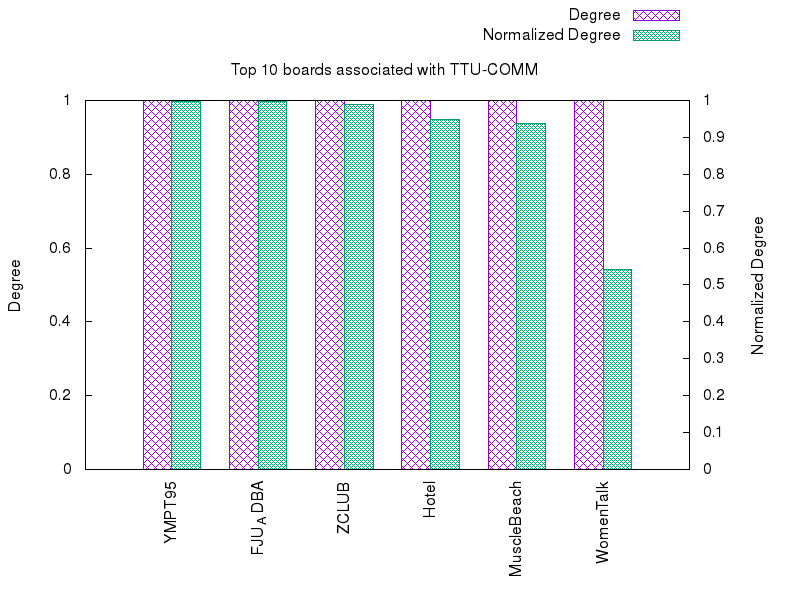 Degree
Normalized Degree
Top 10 boards associated with TTU-COMM
1
0.8
0.6
0.4
0.2
0
1
0.9
0.8
0.7
0.6
0.5
0.4
0.3
0.2
0.1
0
Degree
Normalized Degree
YMPT95
FJU_A DBA
ZCLUB
Hotel
MuscleBeach
WomenTalk